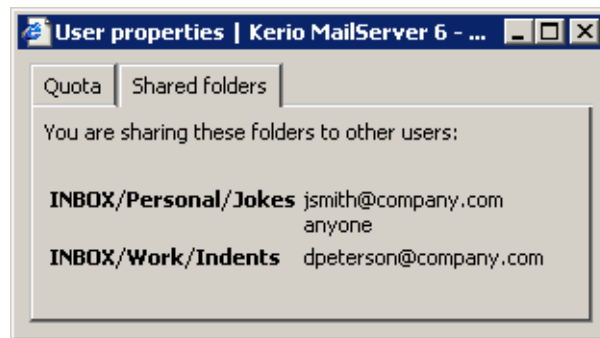 User properties | Kerio MailServer 6 - ...
Quota Shared folders
You are sharing these folders to other users:
INBOX/Personal/Jokes jsmith@company.com
anyone
INBOX/Work/Indents dpeterson@company.com